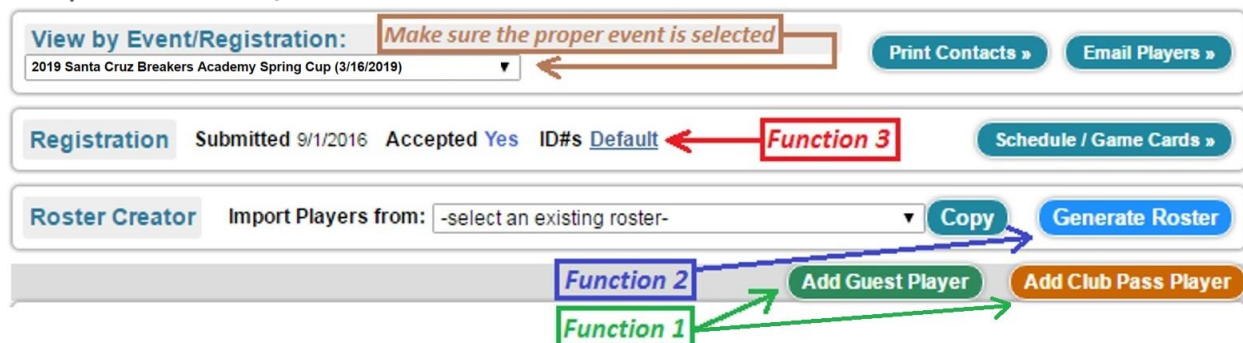 View by Event/Registration: Make sure the proper event is selected
2019 Santa Cruz Breakers Academy Spring Cup (3/16/2019) ▼ Print Contacts » Email Players »
Registration Submitted 9/1/2016 Accepted Yes ID#s Default Function 3 Schedule / Game Cards »
Roster Creator Import Players from: -select an existing roster- ▼ Copy Generate Roster
Function 2 Add Guest Player Add Club Pass Player
Function 1